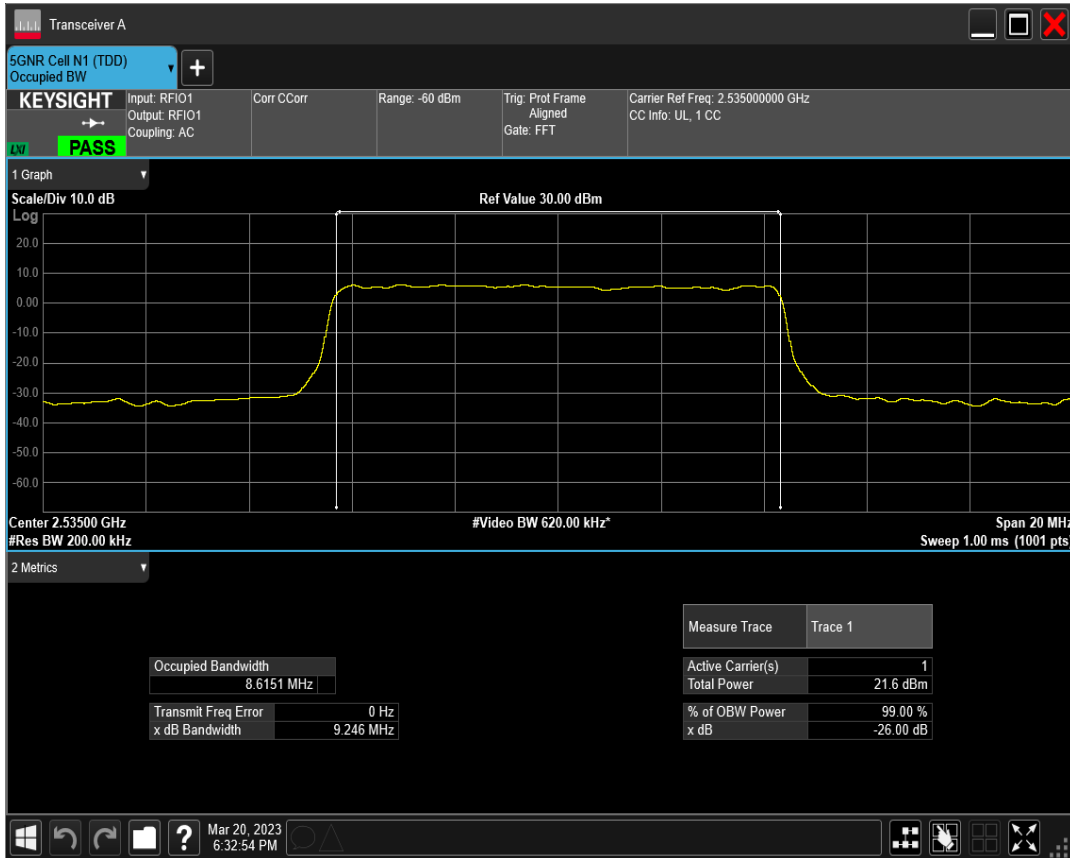 Transceiver A
5GNR Cell N1 (TDD)
Occupied BW
+
KEYSIGHT
LXI
PASS
Input: RFIO1
Output: RFIO1
Coupling: AC
Corr CCorr
Range: -60 dBm
Trig: Prot Frame
Aligned
Gate: FFT
Carrier Ref Freq: 2.535000000 GHz
CC Info: UL, 1 CC
1 Graph
Scale/Div 10.0 dB
Ref Value 30.00 dBm
Log
20.0
10.0
0.00
-10.0
-20.0
-30.0
-40.0
-50.0
-60.0
Center 2.53500 GHz
#Video BW 620.00 kHz*
Span 20 MHz
#Res BW 200.00 kHz
Sweep 1.00 ms (1001 pts)
2 Metrics
Measure Trace Trace 1
Occupied Bandwidth
8.6151 MHz
Active Carrier(s) 1
Total Power 21.6 dBm
Transmit Freq Error 0 Hz
x dB Bandwidth 9.246 MHz
% of OBW Power 99.00 %
x dB -26.00 dB
?
Mar 20, 2023
6:32:54 PM